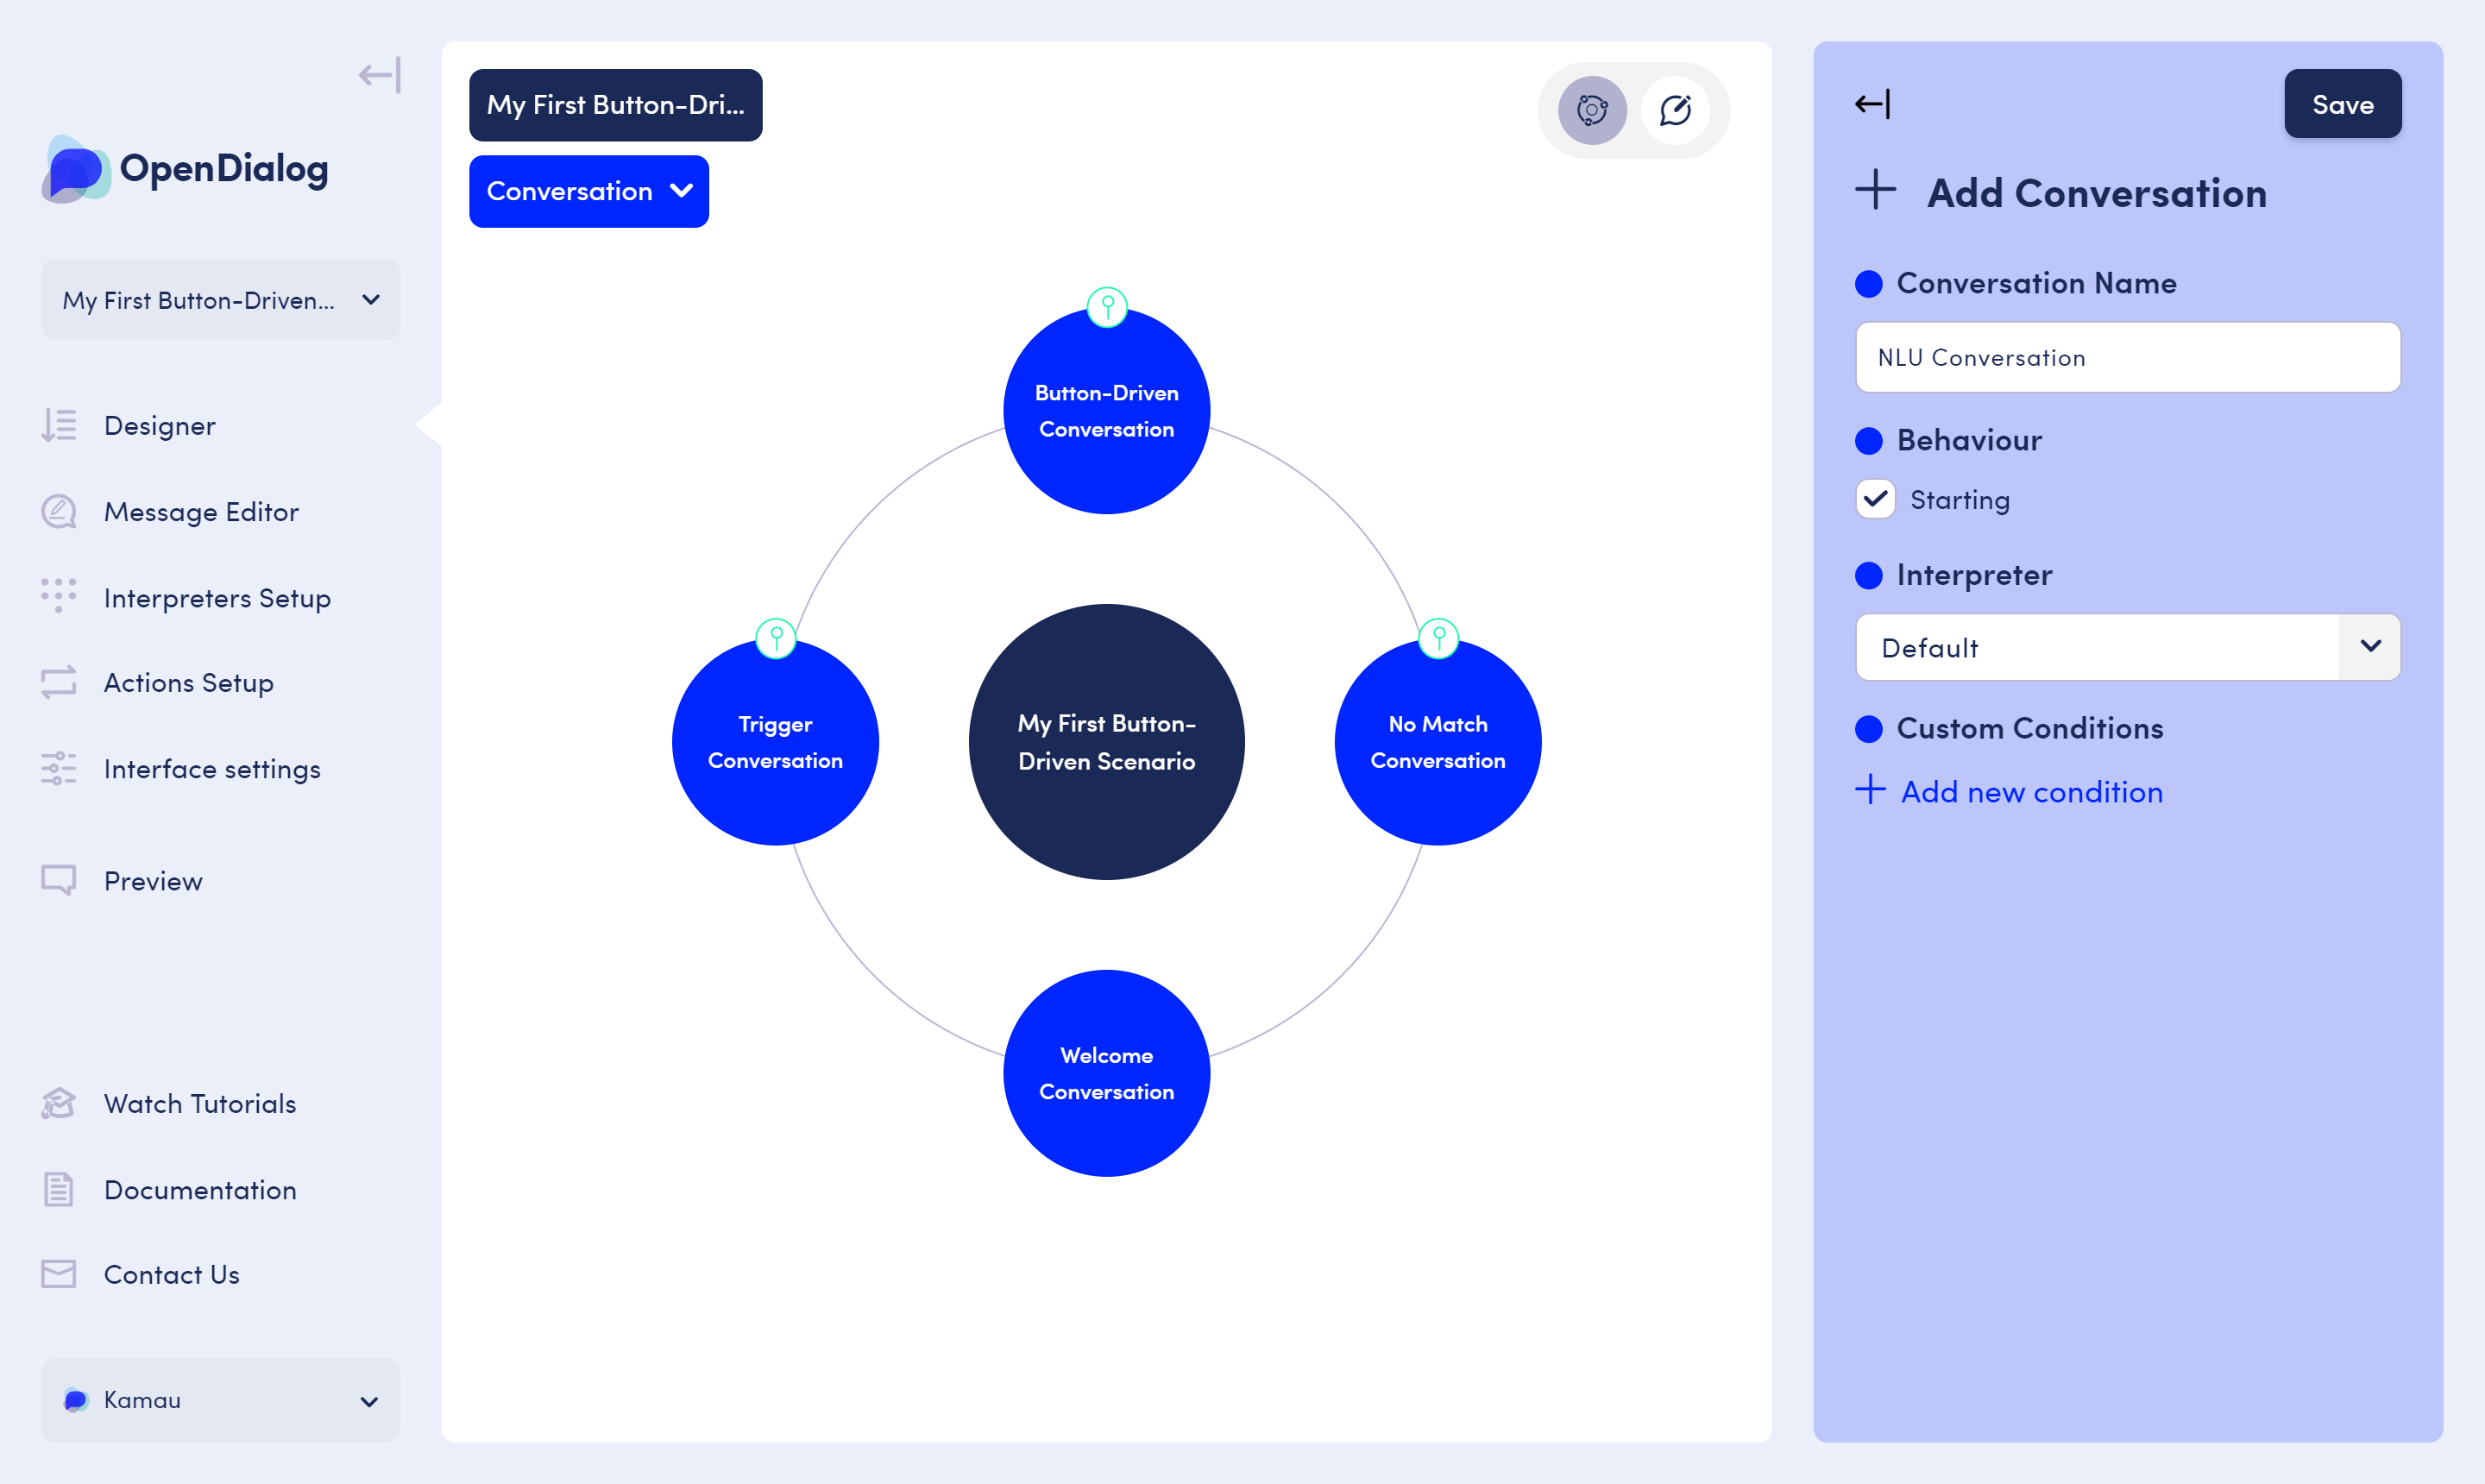 OpenDialog
My First Button-Driven...
Designer
Message Editor
Interpreters Setup
Actions Setup
Interface settings
Preview
Watch Tutorials
Documentation
Contact Us
Kamau
My First Button-Dri...
Conversation
Button-Driven
Conversation
Trigger
Conversation
My First Button-
Driven Scenario
No Match
Conversation
Welcome
Conversation
Save
Add Conversation
Conversation Name
NLU Conversation
Behaviour
Starting
Interpreter
Default
Custom Conditions
Add new condition